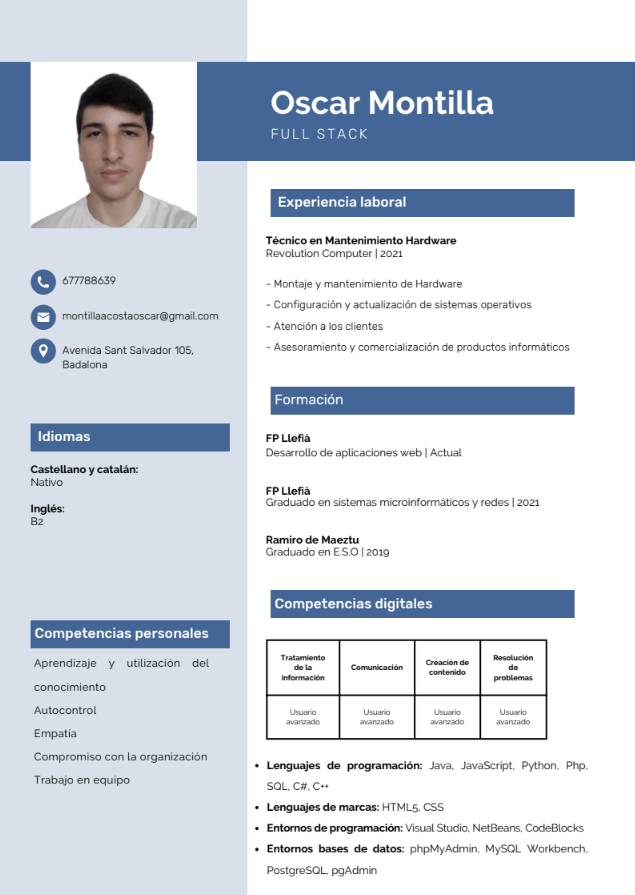 Oscar Montilla
FULL STACK
677788639
montillaacostaoscar@gmail.com
Avenida Sant Salvador 105,
Badalona
Idiomas
Castellano y catalán:
Nativo
Inglés:
B2
Competencias personales
Aprendizaje y utilización del
conocimiento
Autocontrol
Empatía
Compromiso con la organización
Trabajo en equipo
Experiencia laboral
Técnico en Mantenimiento Hardware
Revolution Computer | 2021
- Montaje y mantenimiento de Hardware
- Configuración y actualización de sistemas operativos
- Atención a los clientes
- Asesoramiento y comercialización de productos informáticos
Formación
FP Llefià
Desarrollo de aplicaciones web | Actual
FP Llefià
Graduado en sistemas microinformáticos y redes | 2021
Ramiro de Maeztu
Graduado en E.S.O | 2019
Competencias digitales
Tratamiento
de la
información
Comunicación
Creación de
contenido
Resolución
de
problemas
Usuario
avanzado
Usuario
avanzado
Usuario
avanzado
Usuario
avanzado
• Lenguajes de programación: Java, JavaScript, Python, Php,
SQL, C#, C++
• Lenguajes de marcas: HTML5, CSS
• Entornos de programación: Visual Studio, NetBeans, CodeBlocks
• Entornos bases de datos: phpMyAdmin, MySQL Workbench,
PostgreSQL, pgAdmin